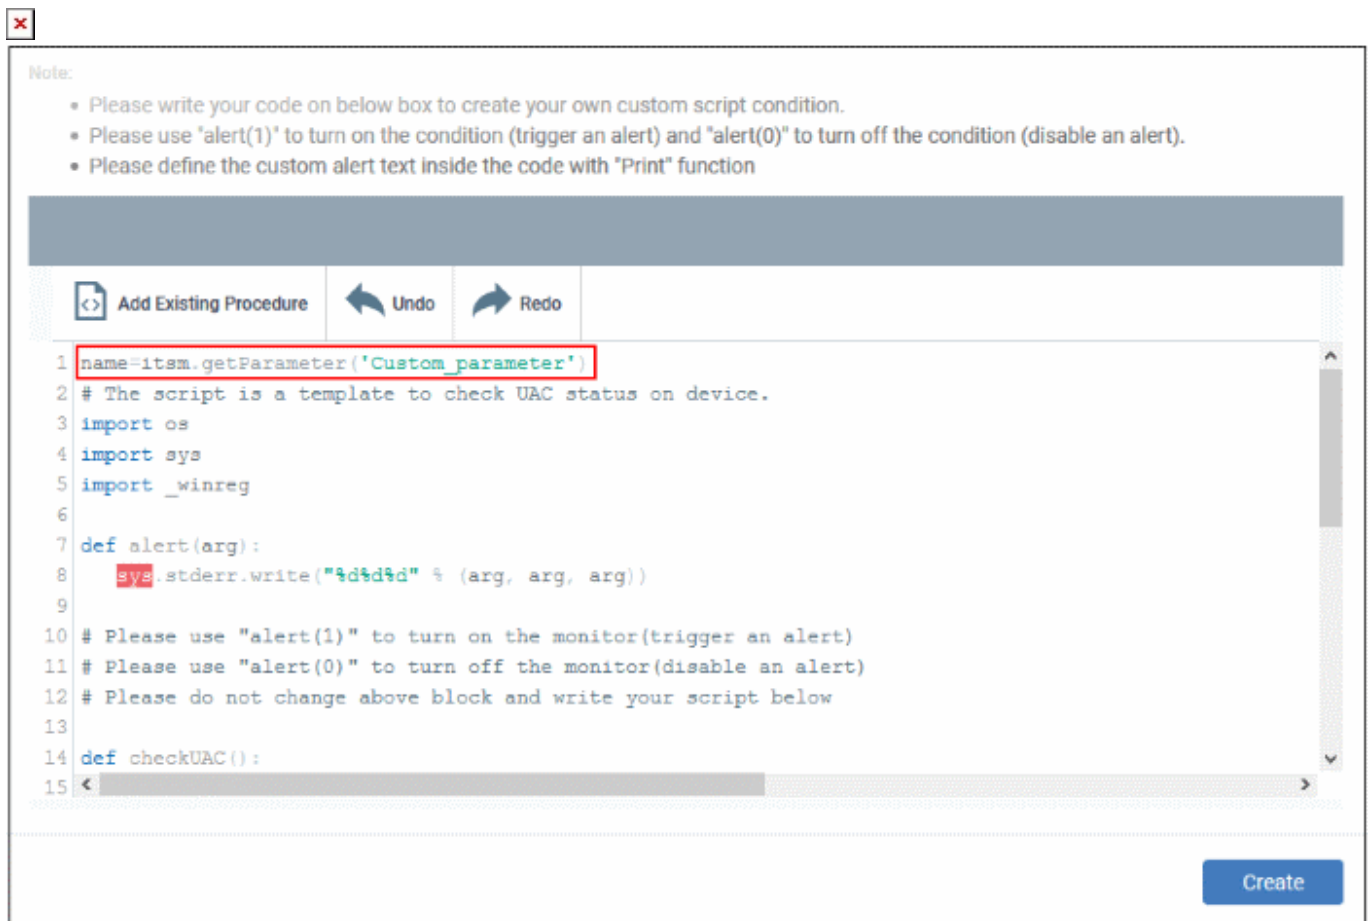 Note:
• Please write your code on below box to create your own custom script condition.
• Please use "alert(1)" to turn on the condition (trigger an alert) and "alert(0)" to turn off the condition (disable an alert).
• Please define the custom alert text inside the code with "Print" function
Add Existing Procedure Undo Redo
1 name=itsm.getParameter('Custom_parameter')
2 # The script is a template to check UAC status on device.
3 import os
4 import sys
5 import _winreg
6
7 def alert(arg):
8 sys.stderr.write("%d%d%d" % (arg, arg, arg))
9
10 # Please use "alert(1)" to turn on the monitor(trigger an alert)
11 # Please use "alert(0)" to turn off the monitor(disable an alert)
12 # Please do not change above block and write your script below
13
14 def checkUAC():
15
Create